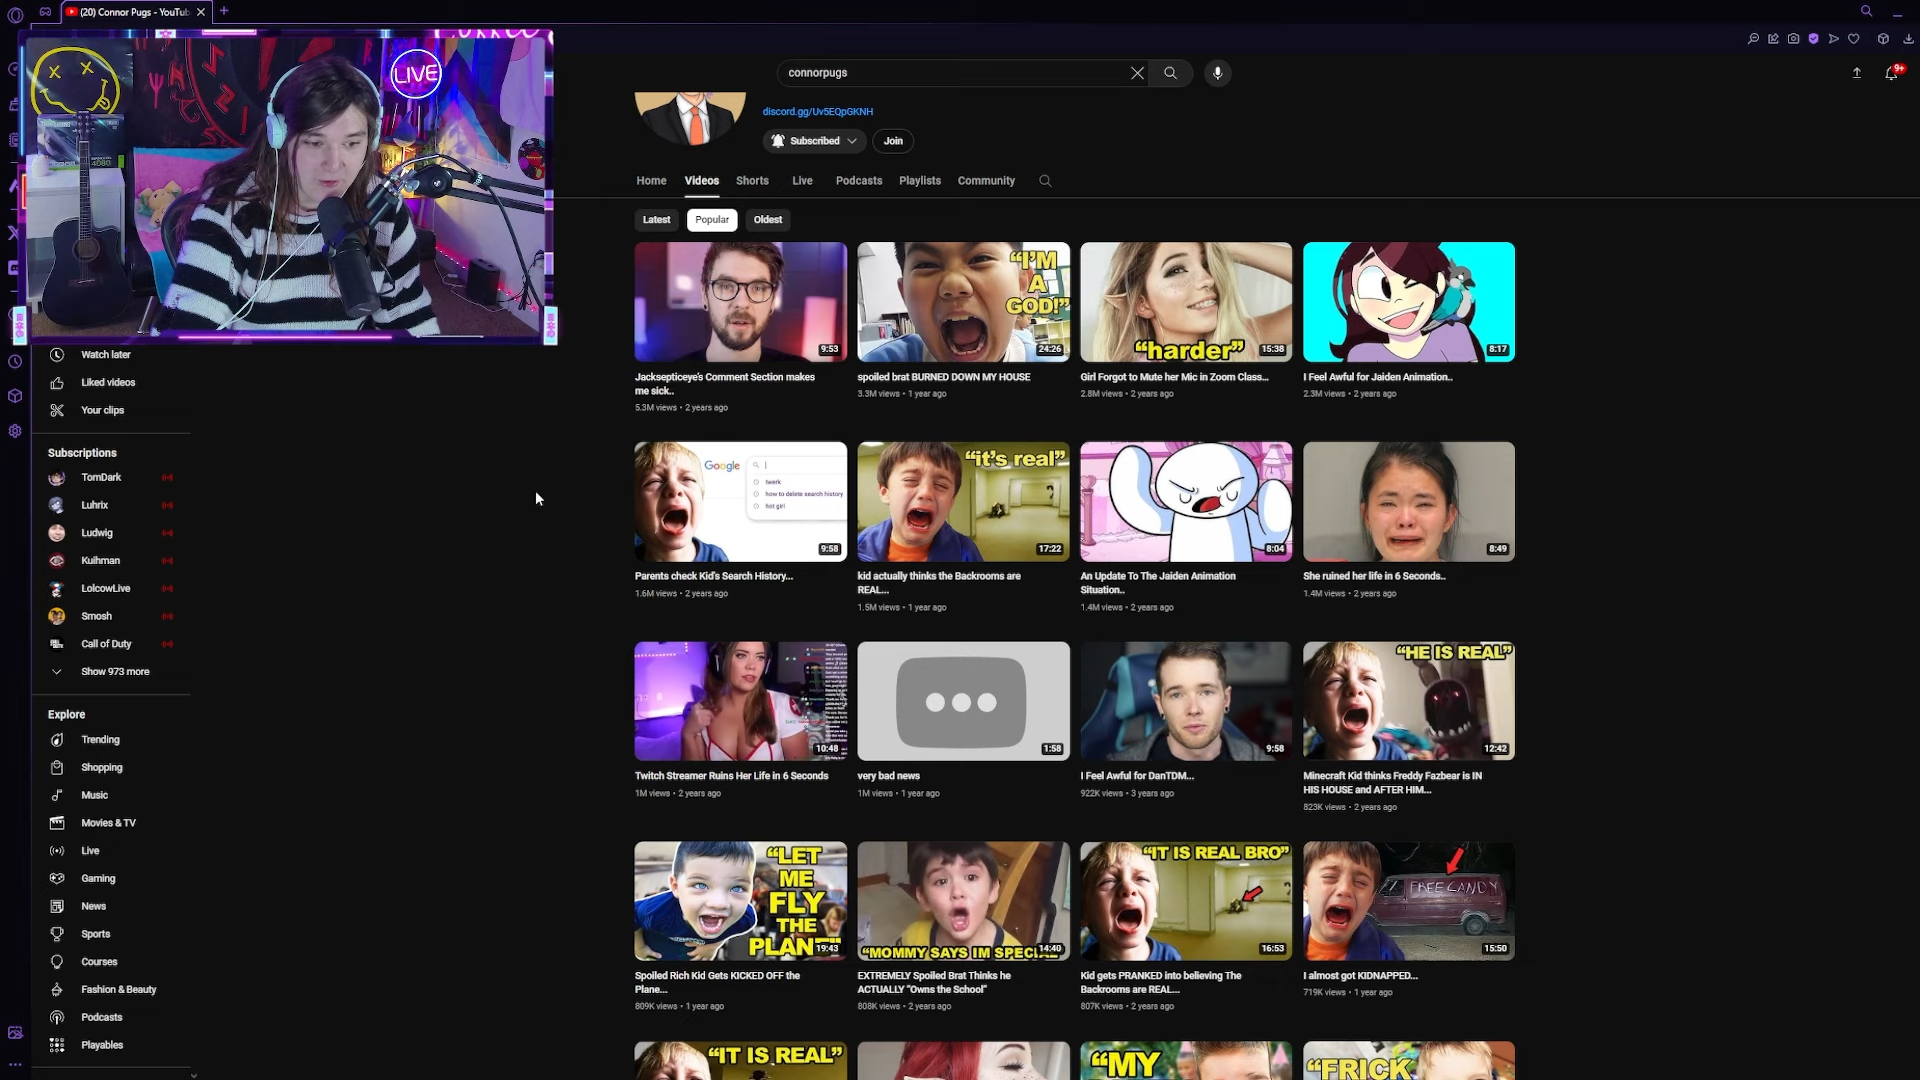 (20) Connor Pugs - YouTub
LIVE
4080
connorpugs
9+
discord.gg/Uv5EQpGKNH
Subscribed
Join
Home
Videos
Shorts
Live
Podcasts
Playlists
Community
Latest
Popular
Oldest
9:53
"I'M
A
GOD!"
24:26
"harder"
15:38
8:17
Jacksepticeye's Comment Section makes
me sick..
5.3M views • 2 years ago
spoiled brat BURNED DOWN MY HOUSE
3.3M views • 1 year ago
Girl Forgot to Mute her Mic in Zoom Class...
2.8M views • 2 years ago
I Feel Awful for Jaiden Animation..
2.3M views • 2 years ago
Watch later
Liked videos
Your clips
Subscriptions
TomDark
Luhrix
Ludwig
Kuihman
LolcowLive
Smosh
Call of Duty
Show 973 more
Google
twerk
how to delete search history
hot girl
9:58
"it's real"
17:22
8:04
8:49
Parents check Kid's Search History...
1.6M views • 2 years ago
kid actually thinks the Backrooms are
REAL...
1.5M views • 1 year ago
An Update To The Jaiden Animation
Situation..
1.4M views • 2 years ago
She ruined her life in 6 Seconds..
1.4M views • 2 years ago
10:48
1:58
9:58
"HE IS REAL"
12:42
Twitch Streamer Ruins Her Life in 6 Seconds
1M views • 2 years ago
very bad news
1M views • 1 year ago
I Feel Awful for DanTDM...
922K views • 3 years ago
Minecraft Kid thinks Freddy Fazbear is IN
HIS HOUSE and AFTER HIM...
823K views • 2 years ago
Explore
Trending
Shopping
Music
Movies & TV
Live
Gaming
News
Sports
Courses
Fashion & Beauty
Podcasts
Playables
"LET
ME
FLY
THE
PLANE"
19:43
"MOMMY SAYS IM SPECIAL"
14:40
"IT IS REAL BRO"
16:53
FREE CANDY
15:50
Spoiled Rich Kid Gets KICKED OFF the
Plane...
809K views • 1 year ago
EXTREMELY Spoiled Brat Thinks he
ACTUALLY "Owns the School"
808K views • 2 years ago
Kid gets PRANKED into believing The
Backrooms are REAL...
807K views • 2 years ago
I almost got KIDNAPPED...
719K views • 1 year ago
"IT IS REAL"
"MY
"FRICK